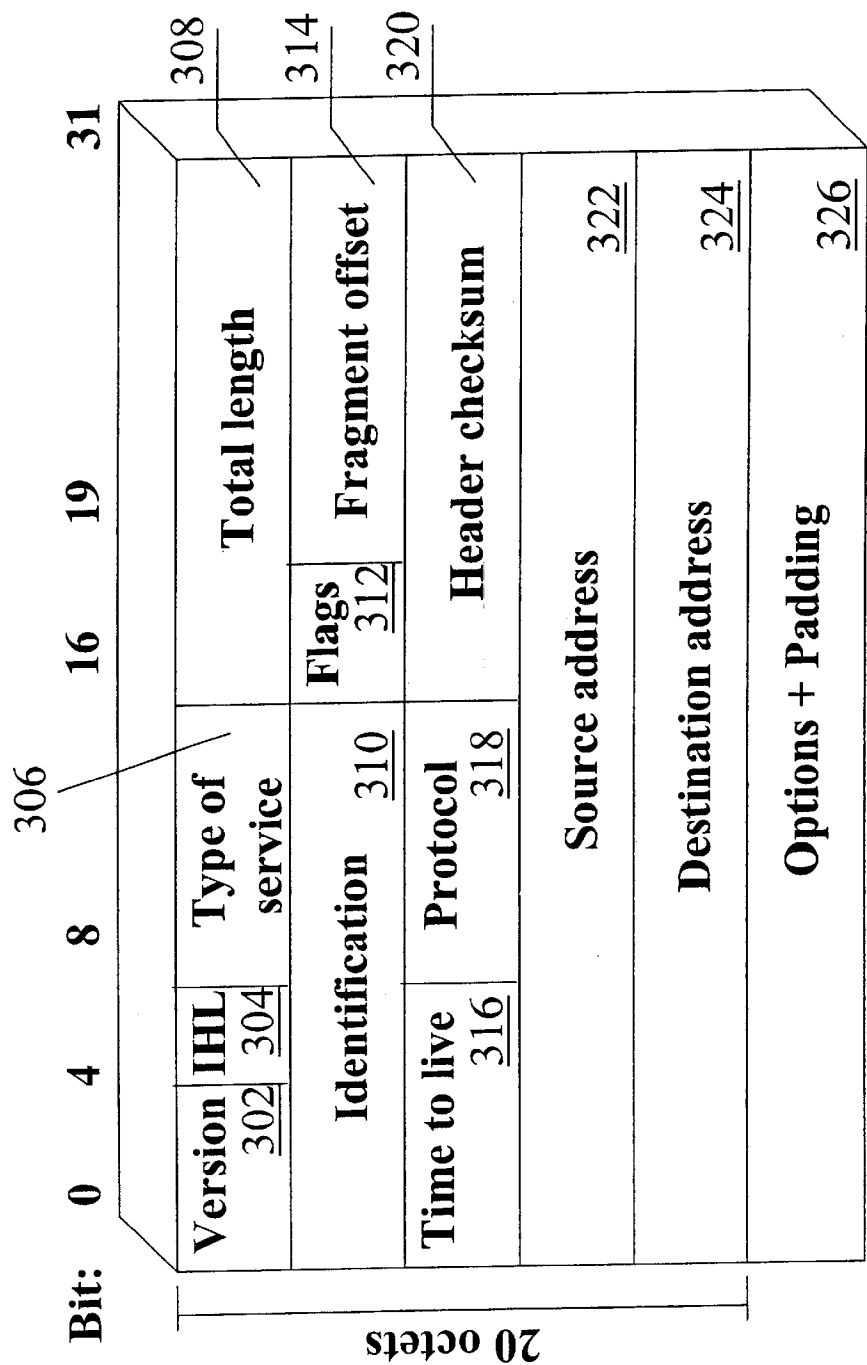 306
308
314
320
Bit: 0 4 8 16 19 31
Version 302
IHL 304
Type of service
Total length
Identification 310
Flags 312
Fragment offset
Time to live 316
Protocol 318
Header checksum
Source address 322
Destination address 324
Options + Padding 326
20 octets